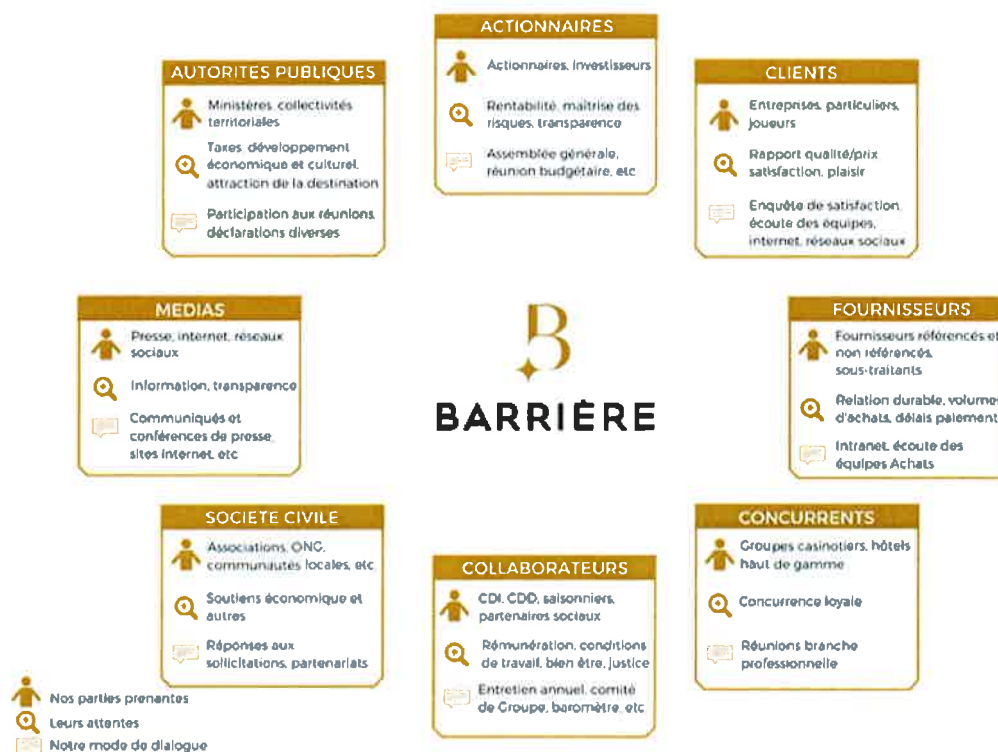 ACTIONNAIRES
Actionnaires, Investisseurs
Rentabilité, maîtrise des
risques, transparence
Assemblée générale,
réunion budgétaire, etc
AUTORITES PUBLIQUES
Ministères, collectivités
territoriales
Taxes, développement
économique et culturel,
attraction de la destination
Participation aux réunions,
déclarations diverses
CLIENTS
Entreprises, particuliers,
joueurs
Rapport qualité/prix
satisfaction, plaisir
Enquête de satisfaction,
écoute des équipes,
internet, réseaux sociaux
MEDIAS
Presse, internet, réseaux
sociaux
Information, transparence
Communiqués et
conférences de presse,
sites internet, etc
B
BARRIÈRE
FOURNISSEURS
Fournisseurs référencés et
non référencés,
sous-traitants
Relation durable, volumes
d'achats, délais paiement
Intranet, écoute des
équipes Achats
SOCIETE CIVILE
Associations, ONG,
communautés locales, etc
Soutiens économique et
autres
Réponses aux
sollicitations, partenariats
COLLABORATEURS
CDI, CDD, saisonniers,
partenaires sociaux
Rémunération, conditions
de travail, bien être, justice
Entretien annuel, comité
de Groupe, baromètre, etc
CONCURRENTS
Groupes casinotiers, hôtels
haut de gamme
Concurrence loyale
Réunions branche
professionnelle
Nos parties prenantes
Leurs attentes
Notre mode de dialogue